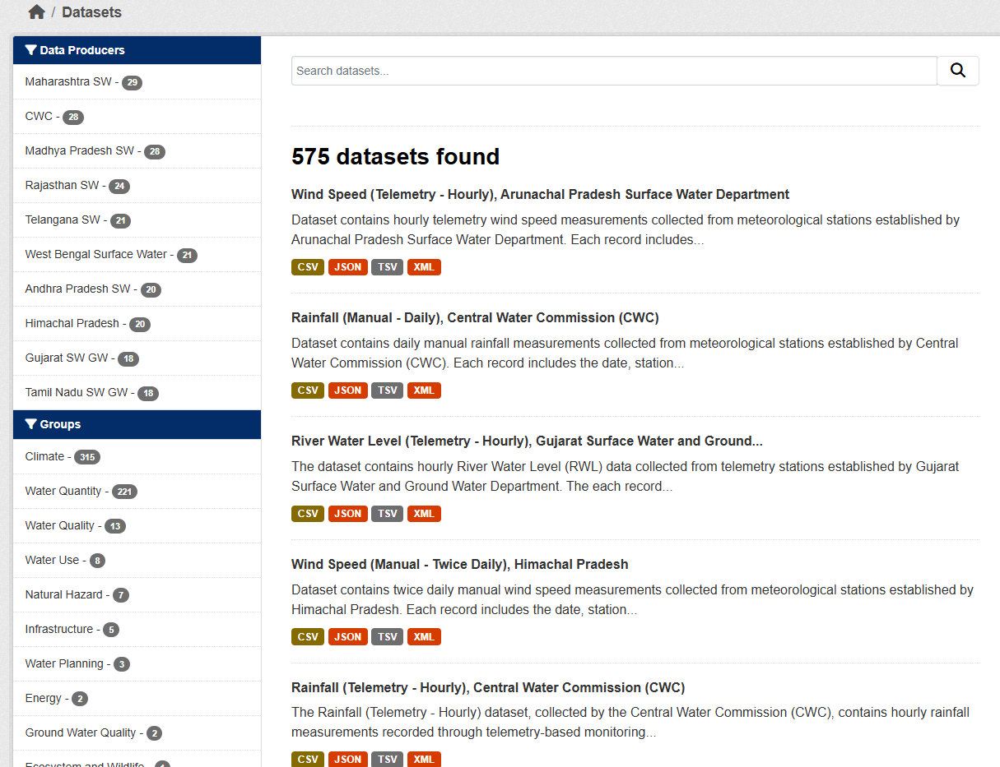 / Datasets
Data Producers
Maharashtra SW - 29
CWC - 28
Madhya Pradesh SW - 28
Rajasthan SW - 24
Telangana SW - 21
West Bengal Surface Water - 21
Andhra Pradesh SW - 20
Himachal Pradesh - 20
Gujarat SW GW - 18
Tamil Nadu SW GW - 18
Groups
Climate - 315
Water Quantity - 221
Water Quality - 13
Water Use - 8
Natural Hazard - 7
Infrastructure - 5
Water Planning - 3
Energy - 2
Ground Water Quality - 2
Ecosystem and Wildlife -
Search datasets...
575 datasets found
Wind Speed (Telemetry - Hourly), Arunachal Pradesh Surface Water Department
Dataset contains hourly telemetry wind speed measurements collected from meteorological stations established by
Arunachal Pradesh Surface Water Department. Each record includes...
CSV JSON TSV XML
Rainfall (Manual - Daily), Central Water Commission (CWC)
Dataset contains daily manual rainfall measurements collected from meteorological stations established by Central
Water Commission (CWC). Each record includes the date, station...
CSV JSON TSV XML
River Water Level (Telemetry - Hourly), Gujarat Surface Water and Ground...
The dataset contains hourly River Water Level (RWL) data collected from telemetry stations established by Gujarat
Surface Water and Ground Water Department. The each record...
CSV JSON TSV XML
Wind Speed (Manual - Twice Daily), Himachal Pradesh
Dataset contains twice daily manual wind speed measurements collected from meteorological stations established by
Himachal Pradesh. Each record includes the date, station...
CSV JSON TSV XML
Rainfall (Telemetry - Hourly), Central Water Commission (CWC)
The Rainfall (Telemetry - Hourly) dataset, collected by the Central Water Commission (CWC), contains hourly rainfall
measurements recorded through telemetry-based monitoring...
CSV JSON TSV XML